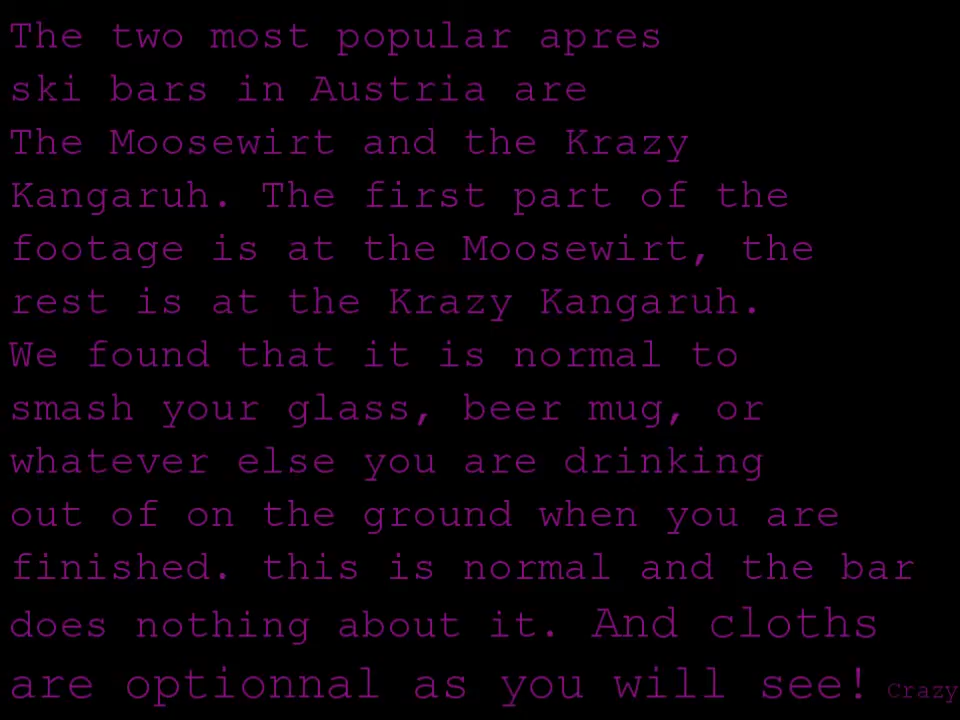 The two most popular apres
ski bars in Austria are
The Moosewirt and the Krazy
Kangaruh. The first part of the
footage is at the Moosewirt, the
rest is at the Krazy Kangaruh.
We found that it is normal to
smash your glass, beer mug, or
whatever else you are drinking
out of on the ground when you are
finished. this is normal and the bar
does nothing about it. And cloths
are optionnal as you will see! Crazy